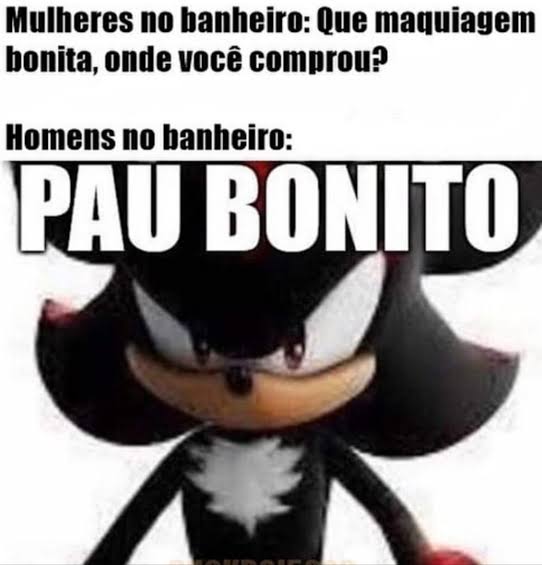 Mulheres no banheiro: Que maquiagem
bonita, onde você comprou?
Homens no banheiro:
PAU BONITO